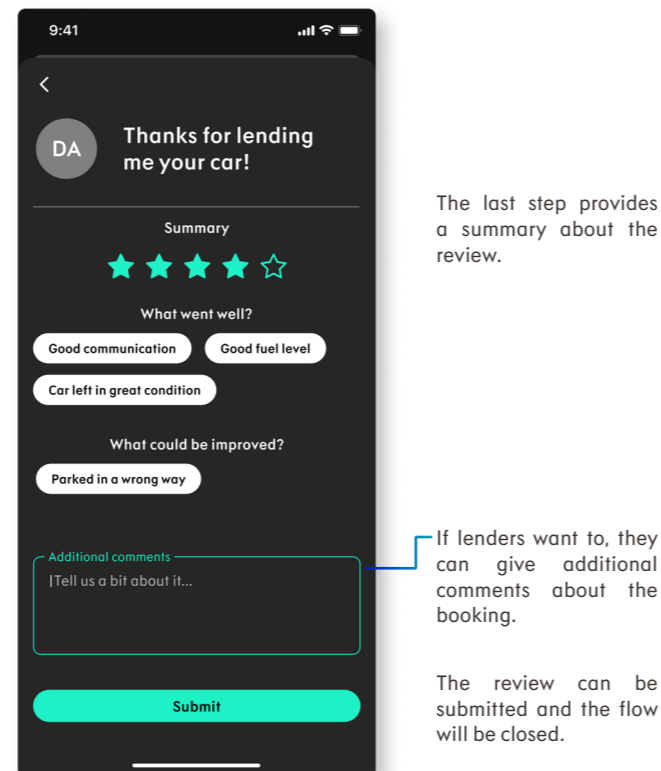 9:41
DA
Thanks for lending
me your car!
Summary
What went well?
Good communication
Good fuel level
Car left in great condition
What could be improved?
Parked in a wrong way
Additional comments
Tell us a bit about it...
Submit
The last step provides
a summary about the
review.
If lenders want to, they
can give additional
comments about the
booking.
The review can be
submitted and the flow
will be closed.